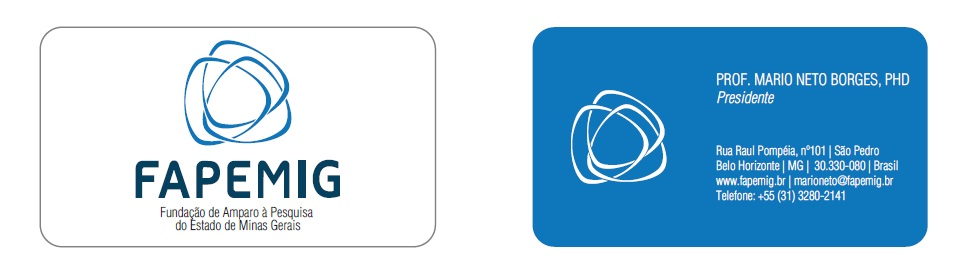 FAPEMIG
Fundação de Amparo à Pesquisa
do Estado de Minas Gerais
PROF. MARIO NETO BORGES, PHD
Presidente
Rua Raul Pompéia, nº101 | São Pedro
Belo Horizonte | MG | 30.330-080 | Brasil
www.fapemig.br | marioneto@fapemig.br
Telefone: +55 (31) 3280-2141